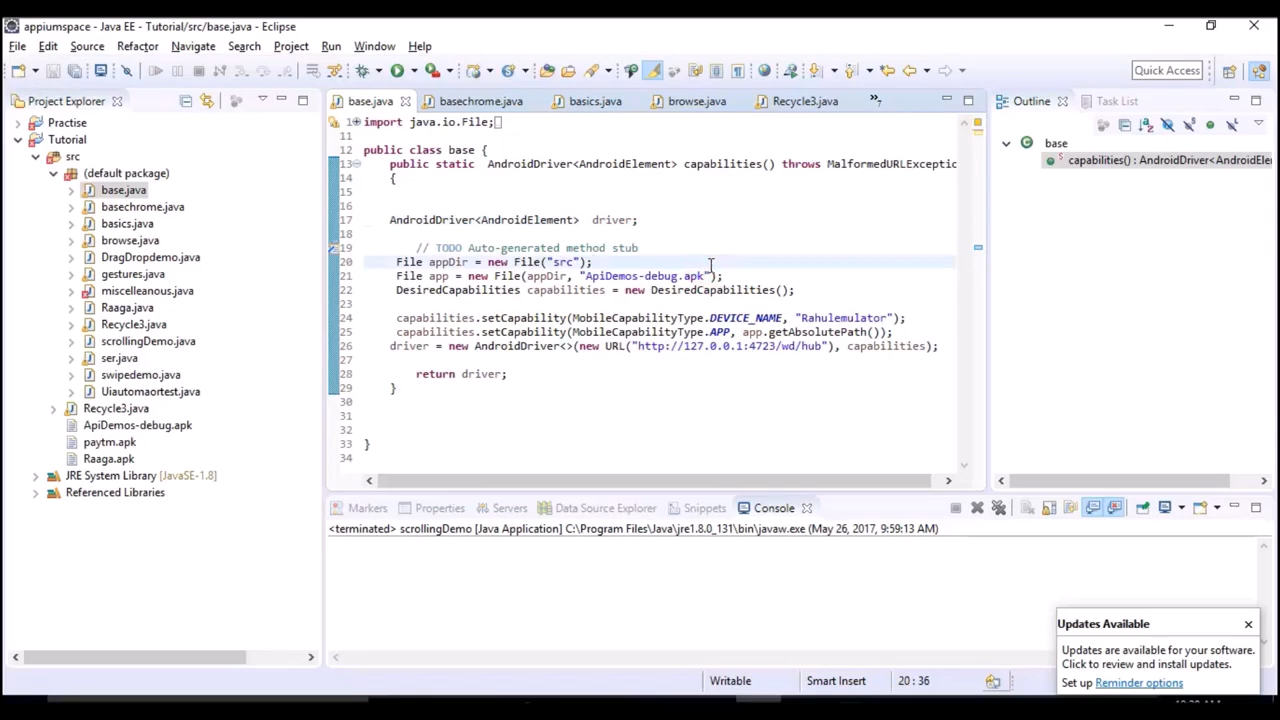 appiumspace - Java EE - Tutorial/src/base.java - Eclipse
File Edit Source Refactor Navigate Search Project Run Window Help
Quick Access
Project Explorer
Practise
Tutorial
src
(default package)
base.java
basechrome.java
basics.java
browse.java
DragDropdemo.java
gestures.java
miscelleanous.java
Raaga.java
Recycle3.java
scrollingDemo.java
ser.java
swipedemo.java
Uiautomaortest.java
Recycle3.java
ApiDemos-debug.apk
paytm.apk
Raaga.apk
JRE System Library [JavaSE-1.8]
Referenced Libraries
base.java basechrome.java basics.java browse.java Recycle3.java »7
1 import java.io.File;
11
12 public class base {
13 public static AndroidDriver<AndroidElement> capabilities() throws MalformedURLExceptio
14 {
15
16
17 AndroidDriver<AndroidElement> driver;
18
19 // TODO Auto-generated method stub
20 File appDir = new File("src");
21 File app = new File(appDir, "ApiDemos-debug.apk");
22 DesiredCapabilities capabilities = new DesiredCapabilities();
23
24 capabilities.setCapability(MobileCapabilityType.DEVICE_NAME, "Rahulemulator");
25 capabilities.setCapability(MobileCapabilityType.APP, app.getAbsolutePath());
26 driver = new AndroidDriver<>(new URL("http://127.0.0.1:4723/wd/hub"), capabilities);
27
28 return driver;
29 }
30
31
32
33 }
34
Outline Task List
base
capabilities() : AndroidDriver<AndroidEle
Markers Properties Servers Data Source Explorer Snippets Console
<terminated> scrollingDemo [Java Application] C:\Program Files\Java\jre1.8.0_131\bin\javaw.exe (May 26, 2017, 9:59:13 AM)
Updates Available
Updates are available for your software.
Click to review and install updates.
Set up Reminder options
Writable Smart Insert 20 : 36